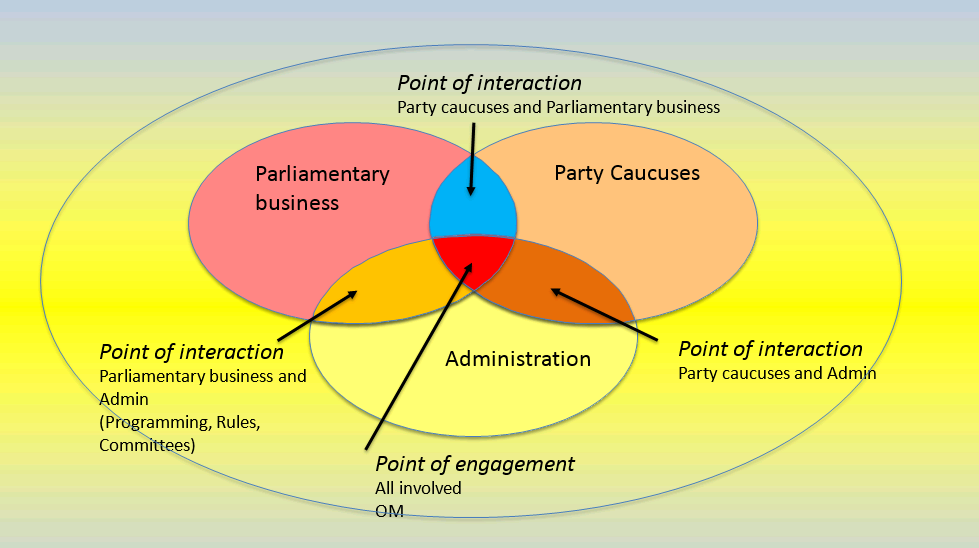 Point of interaction
Party caucuses and Parliamentary business
Parliamentary
business
Party Caucuses
Administration
Point of interaction
Parliamentary business and
Admin
(Programming, Rules,
Committees)
Point of interaction
Party caucuses and Admin
Point of engagement
All involved
OM